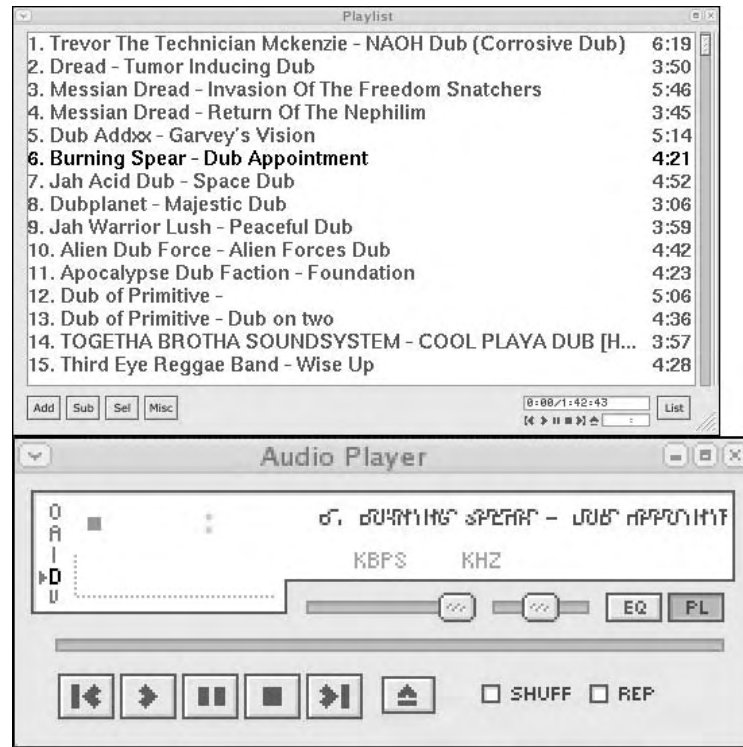 Playlist
1. Trevor The Technician Mckenzie - NAOH Dub (Corrosive Dub) 6:19
2. Dread - Tumor Inducing Dub 3:50
3. Messian Dread - Invasion Of The Freedom Snatchers 5:46
4. Messian Dread - Return Of The Nephilim 3:45
5. Dub Addxx - Garvey's Vision 5:14
6. Burning Spear - Dub Appointment 4:21
7. Jah Acid Dub - Space Dub 4:52
8. Dubplanet - Majestic Dub 3:06
9. Jah Warrior Lush - Peaceful Dub 3:59
10. Alien Dub Force - Alien Forces Dub 4:42
11. Apocalypse Dub Faction - Foundation 4:23
12. Dub of Primitive - 5:06
13. Dub of Primitive - Dub on two 4:36
14. TOGETHA BROTHA SOUNDSYSTEM - COOL PLAYA DUB [H... 3:57
15. Third Eye Reggae Band - Wise Up 4:28
Add Sub Sel Misc 0:00/1:42:43 List
:
Audio Player
O
A
I
D
V
:
KBPS KHZ
EQ PL
SHUFF REP